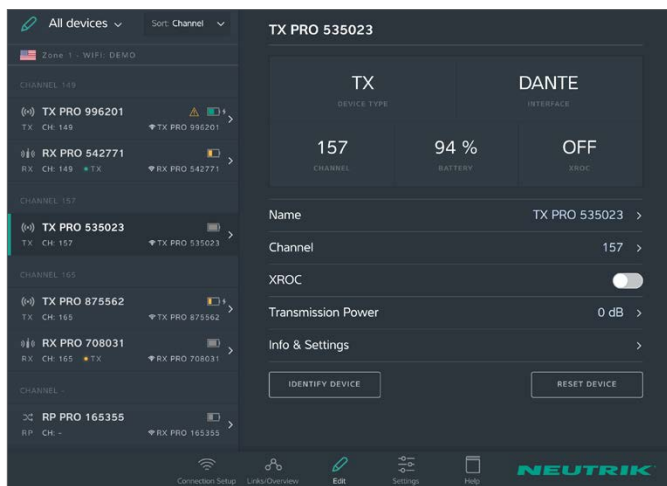 All devices
Sort: Channel
Zone 1 - WIFI: DEMO
CHANNEL 149
TX PRO 996201
TX CH: 149 TX PRO 996201
RX PRO 542771
RX CH: 149 TX RX PRO 542771
CHANNEL 157
TX PRO 535023
TX CH: 157 TX PRO 535023
CHANNEL 165
TX PRO 875562
TX CH: 165 TX PRO 875562
RX PRO 708031
RX CH: 165 TX RX PRO 708031
CHANNEL -
RP PRO 165355
RP CH: - RX PRO 165355
TX PRO 535023
TX
DEVICE TYPE
DANTE
INTERFACE
157
CHANNEL
94 %
BATTERY
OFF
XROC
Name TX PRO 535023
Channel 157
XROC
Transmission Power 0 dB
Info & Settings
IDENTIFY DEVICE
RESET DEVICE
Connection Setup
Links/Overview
Edit
Settings
Help
NEUTRIK